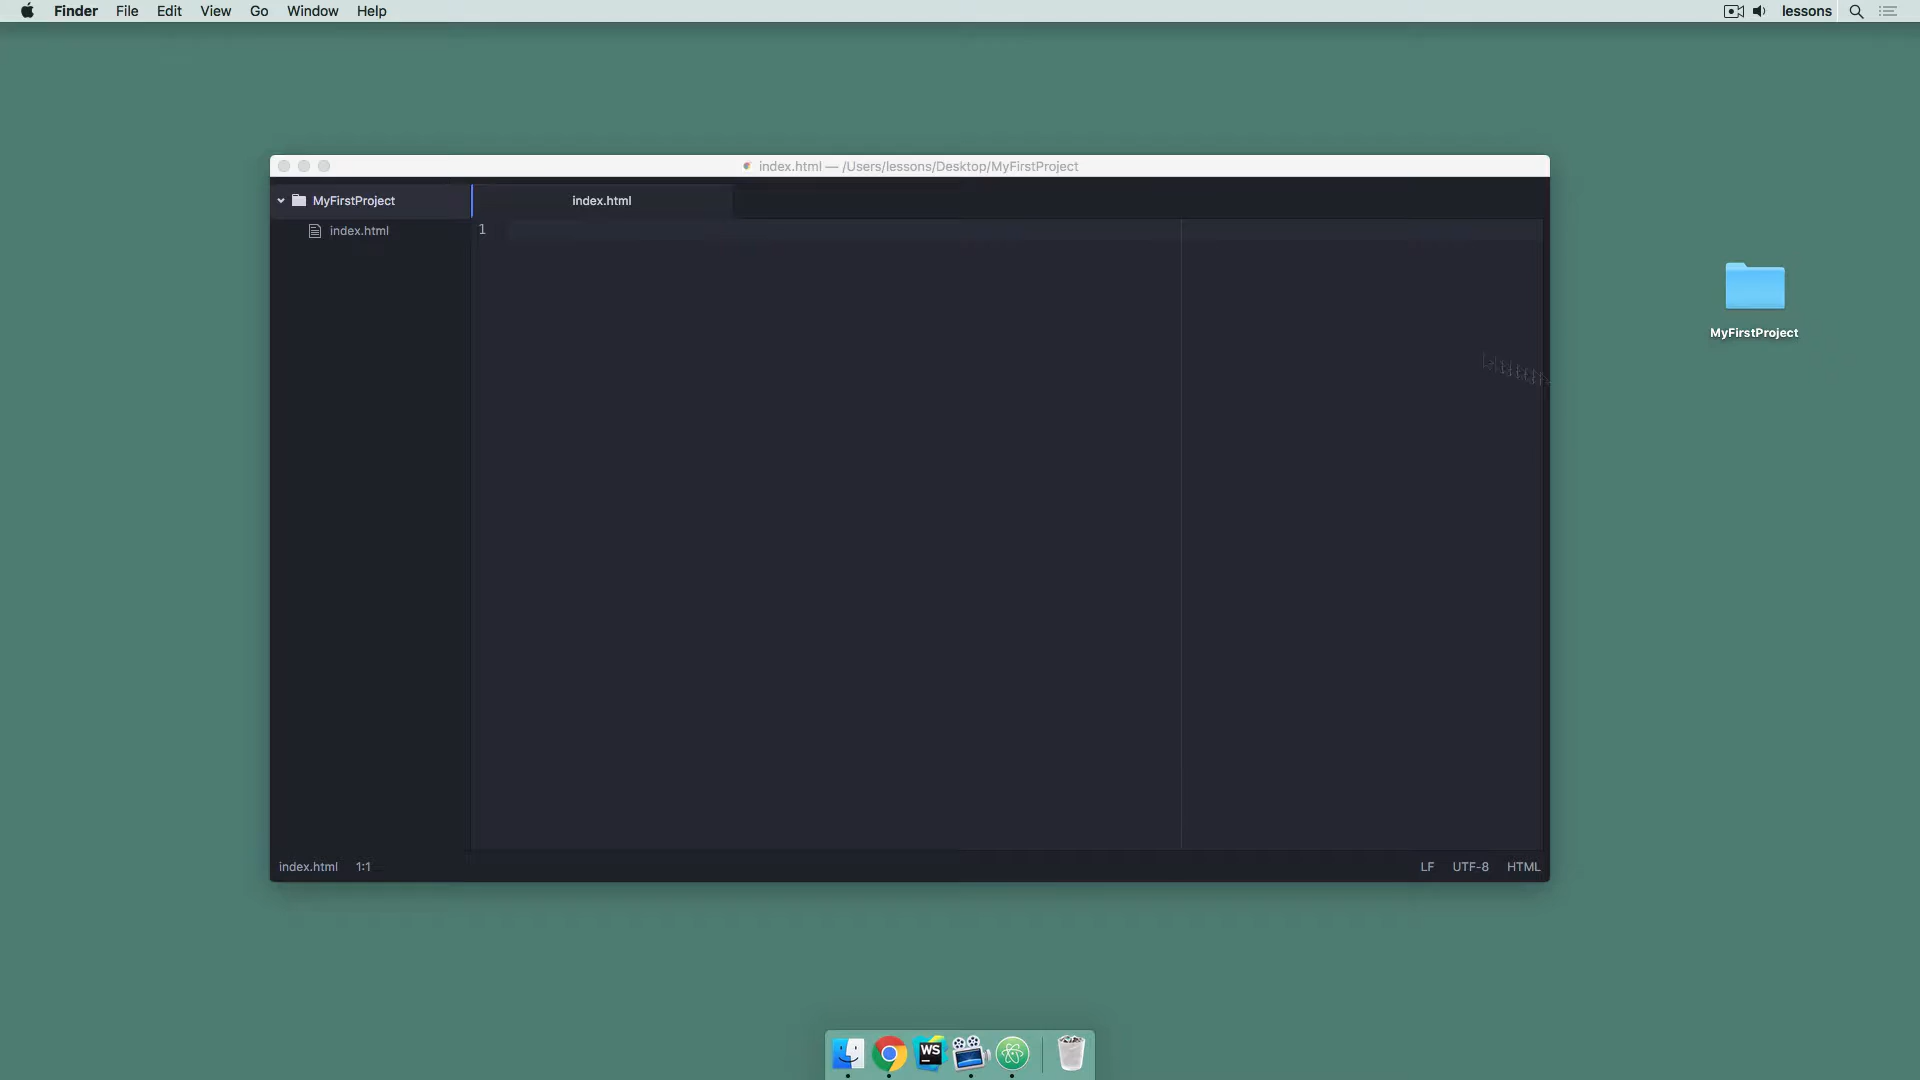 Finder File Edit View Go Window Help lessons
index.html — /Users/lessons/Desktop/MyFirstProject
MyFirstProject
index.html
index.html
1
MyFirstProject
index.html 1:1 LF UTF-8 HTML
WS